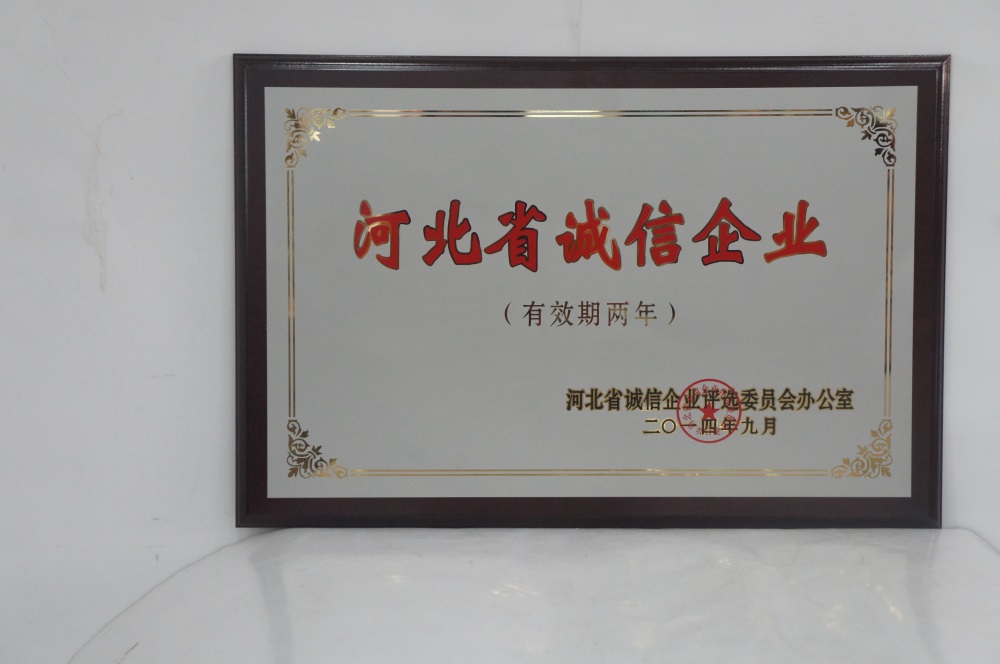 河北省诚信企业
（有效期两年）
河北省诚信企业评选委员会办公室
二〇一四年九月